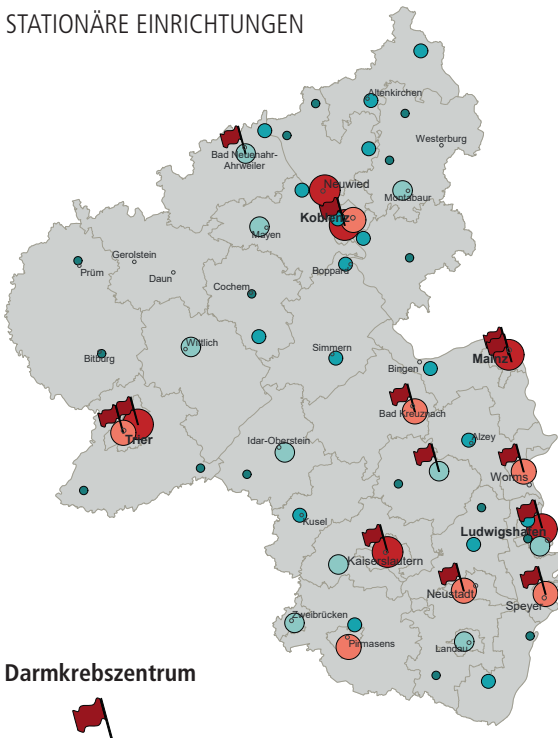 STATIONÄRE EINRICHTUNGEN
Altenkirchen
Westerburg
Bad Neuenahr-
Ahrweiler
Neuwied
Montabaur
Koblenz
Mayen
Gerolstein
Prüm
Daun
Boppard
Cochem
Wittlich
Simmern
Bitburg
Mainz
Bingen
Bad Kreuznach
Trier
Idar-Oberstein
Alzey
Worms
Kusel
Ludwigshafen
Kaiserslautern
Neustadt
Speyer
Zweibrücken
Pirmasens
Landau
Darmkrebszentrum